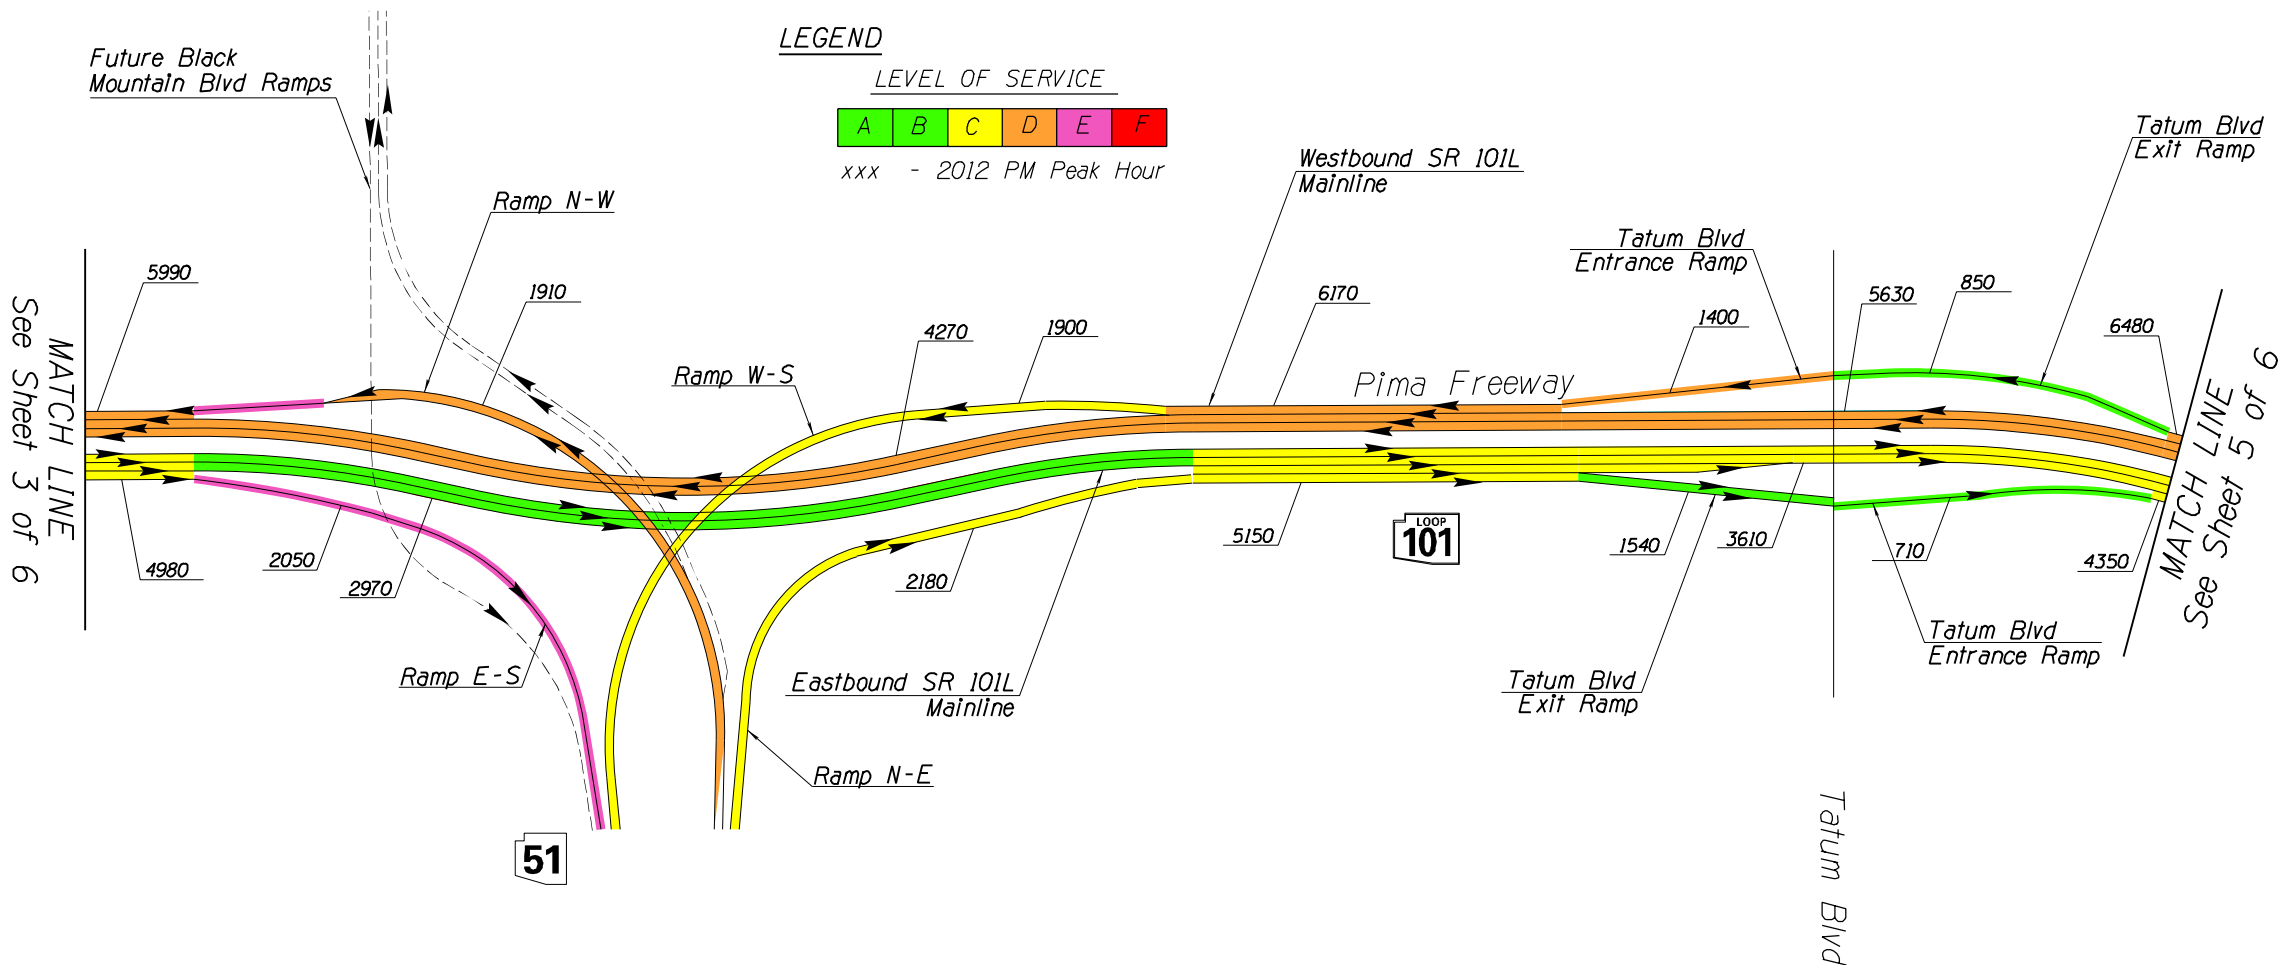 LEGEND
LEVEL OF SERVICE
A B C D E F
xxx - 2012 PM Peak Hour
Future Black
Mountain Blvd Ramps
Ramp N-W
Westbound SR 101L
Mainline
Tatum Blvd
Exit Ramp
Tatum Blvd
Entrance Ramp
5990
1910
4270
1900
6170
1400
5630
850
6480
Ramp W-S
Pima Freeway
MATCH LINE
See Sheet 3 of 6
MATCH LINE
See Sheet 5 of 6
4980
2050
2970
2180
5150
LOOP
101
1540
3610
710
4350
Ramp E-S
Eastbound SR 101L
Mainline
Tatum Blvd
Exit Ramp
Tatum Blvd
Entrance Ramp
Ramp N-E
51
Tatum Blvd